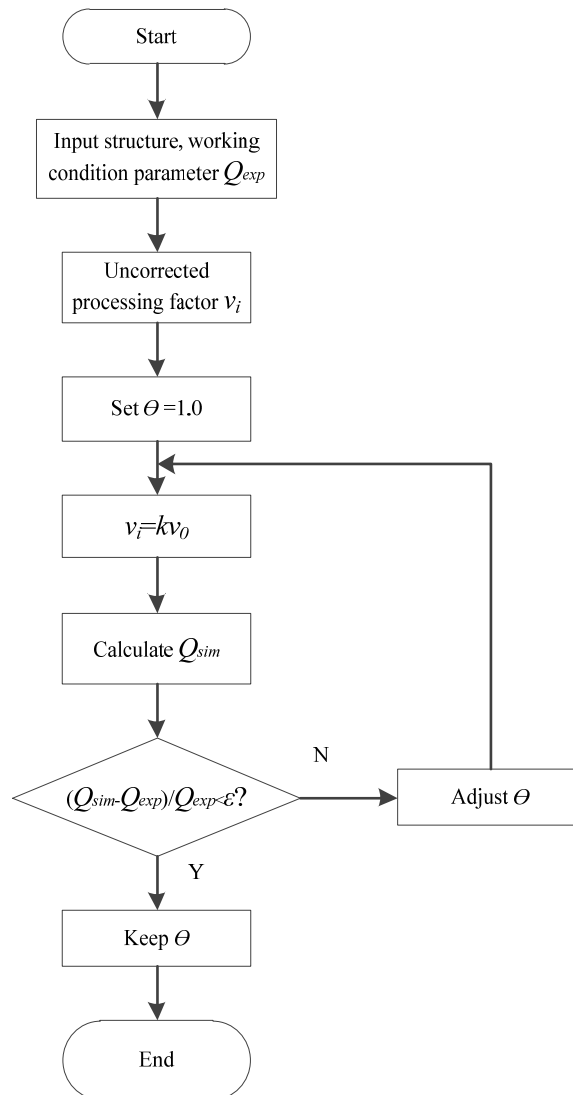 Start
Input structure, working
condition parameter Qexp
Uncorrected
processing factor vi
Set Θ =1.0
vi=kv0
Calculate Qsim
(Qsim-Qexp)/Qexp<ε?
N
Adjust Θ
Y
Keep Θ
End